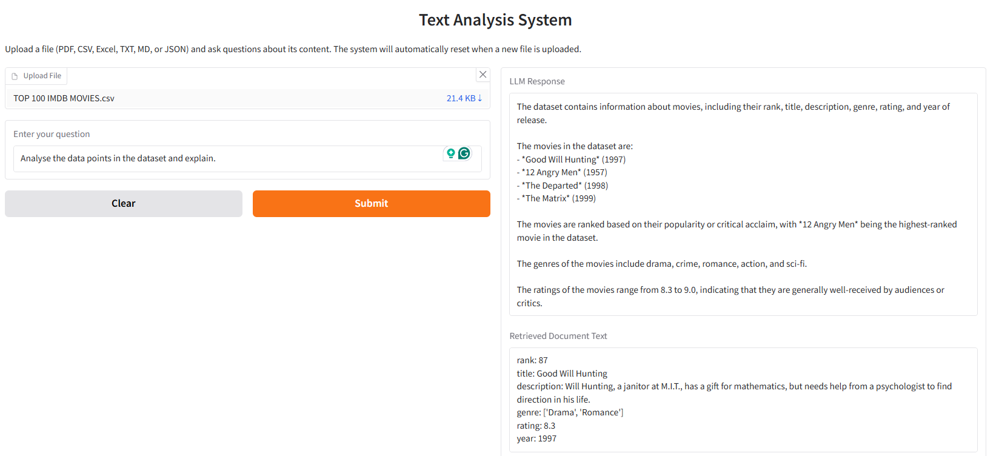 Text Analysis System
Upload a file (PDF, CSV, Excel, TXT, MD, or JSON) and ask questions about its content. The system will automatically reset when a new file is uploaded.
Upload File
TOP 100 IMDB MOVIES.csv
21.4 KB ↓
Enter your question
Analyse the data points in the dataset and explain.
Clear
Submit
LLM Response
The dataset contains information about movies, including their rank, title, description, genre, rating, and year of
release.
The movies in the dataset are:
- *Good Will Hunting* (1997)
- *12 Angry Men* (1957)
- *The Departed* (1998)
- *The Matrix* (1999)
The movies are ranked based on their popularity or critical acclaim, with *12 Angry Men* being the highest-ranked
movie in the dataset.
The genres of the movies include drama, crime, romance, action, and sci-fi.
The ratings of the movies range from 8.3 to 9.0, indicating that they are generally well-received by audiences or
critics.
Retrieved Document Text
rank: 87
title: Good Will Hunting
description: Will Hunting, a janitor at M.I.T., has a gift for mathematics, but needs help from a psychologist to find
direction in his life.
genre: ['Drama', 'Romance']
rating: 8.3
year: 1997